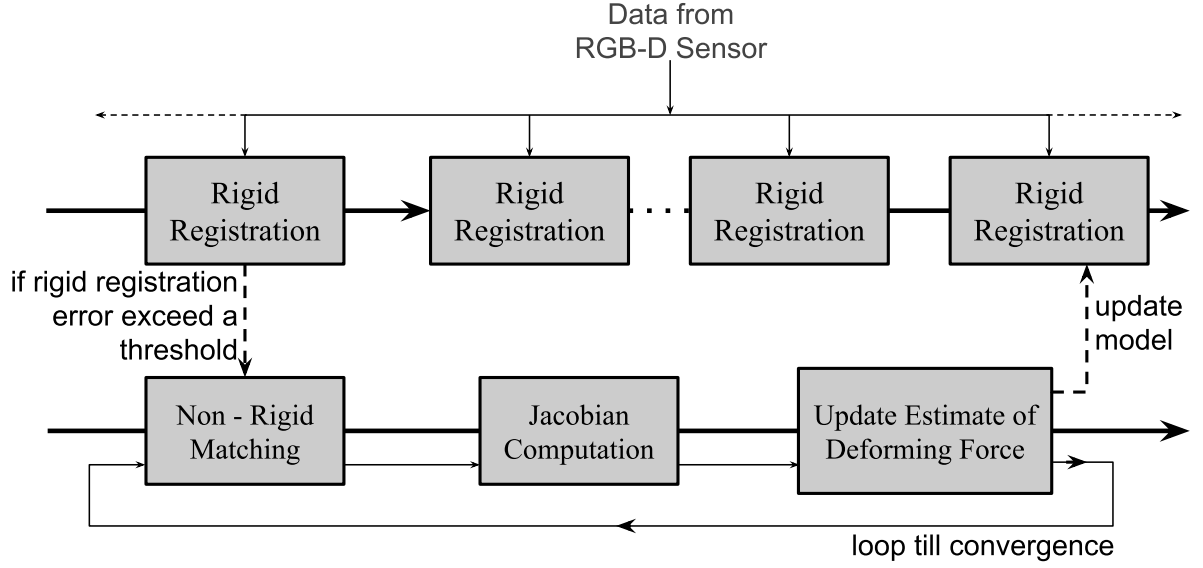 Data from
RGB-D Sensor
Rigid
Registration
Rigid
Registration
Rigid
Registration
Rigid
Registration
if rigid registration
error exceed a
threshold
update
model
Non - Rigid
Matching
Jacobian
Computation
Update Estimate of
Deforming Force
loop till convergence